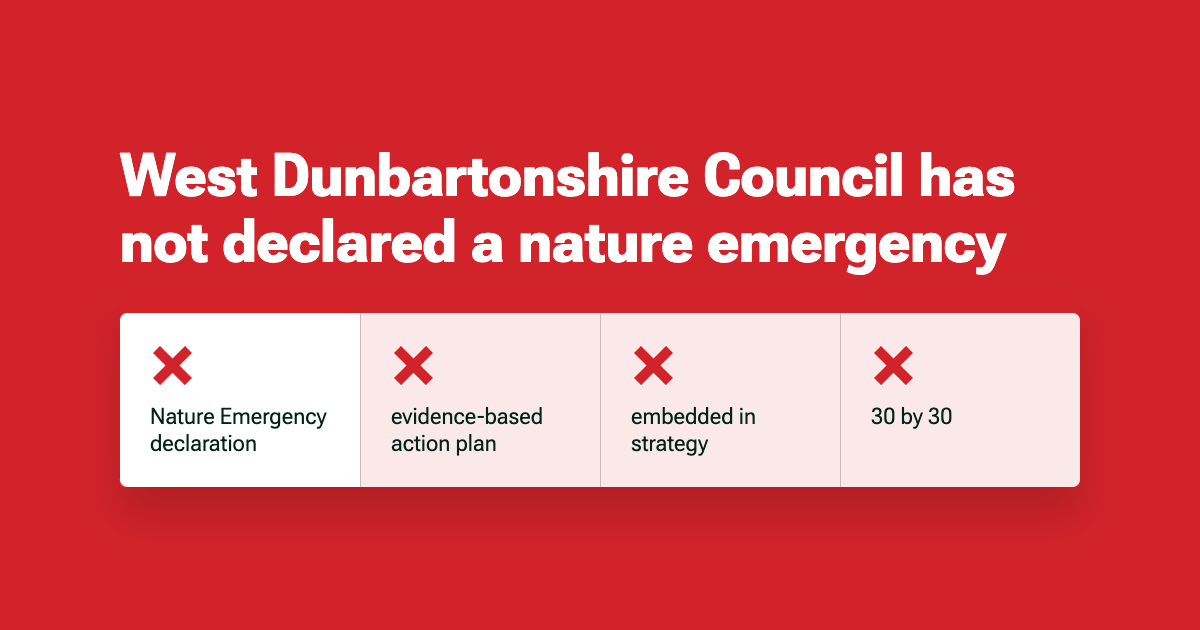 West Dunbartonshire Council has
not declared a nature emergency
Nature Emergency
declaration
evidence-based
action plan
embedded in
strategy
30 by 30